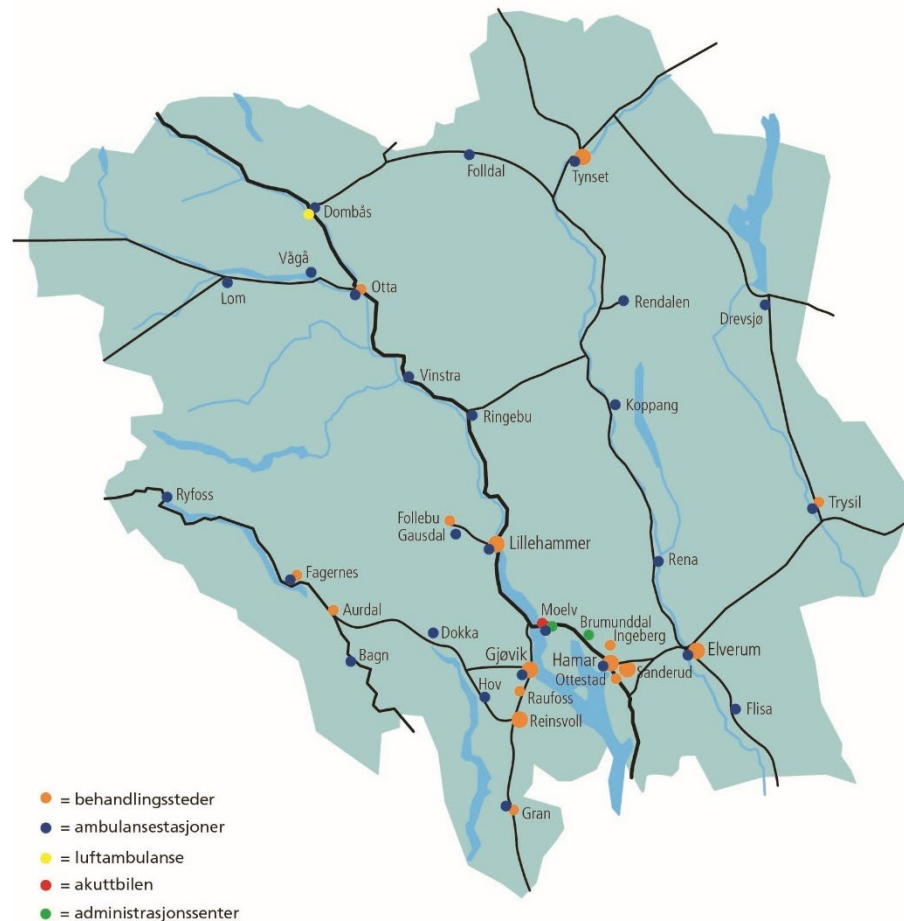 Folldal
Tynset
Dombås
Vågå
Otta
Lom
Rendalen
Drevsjø
Vinstra
Koppang
Ringebu
Ryfoss
Trysil
Follebu
Gausdal
Lillehammer
Rena
Fagernes
Aurdal
Moelv
Brumunddal
Ingeberg
Dokka
Elverum
Bagn
Gjøvik
Hamar
Sanderud
Ottestad
Hov
Raufoss
Flisa
Reinsvoll
Gran
= behandlingssteder
= ambulansestasjoner
= luftambulanse
= akuttbilen
= administrasjonssenter